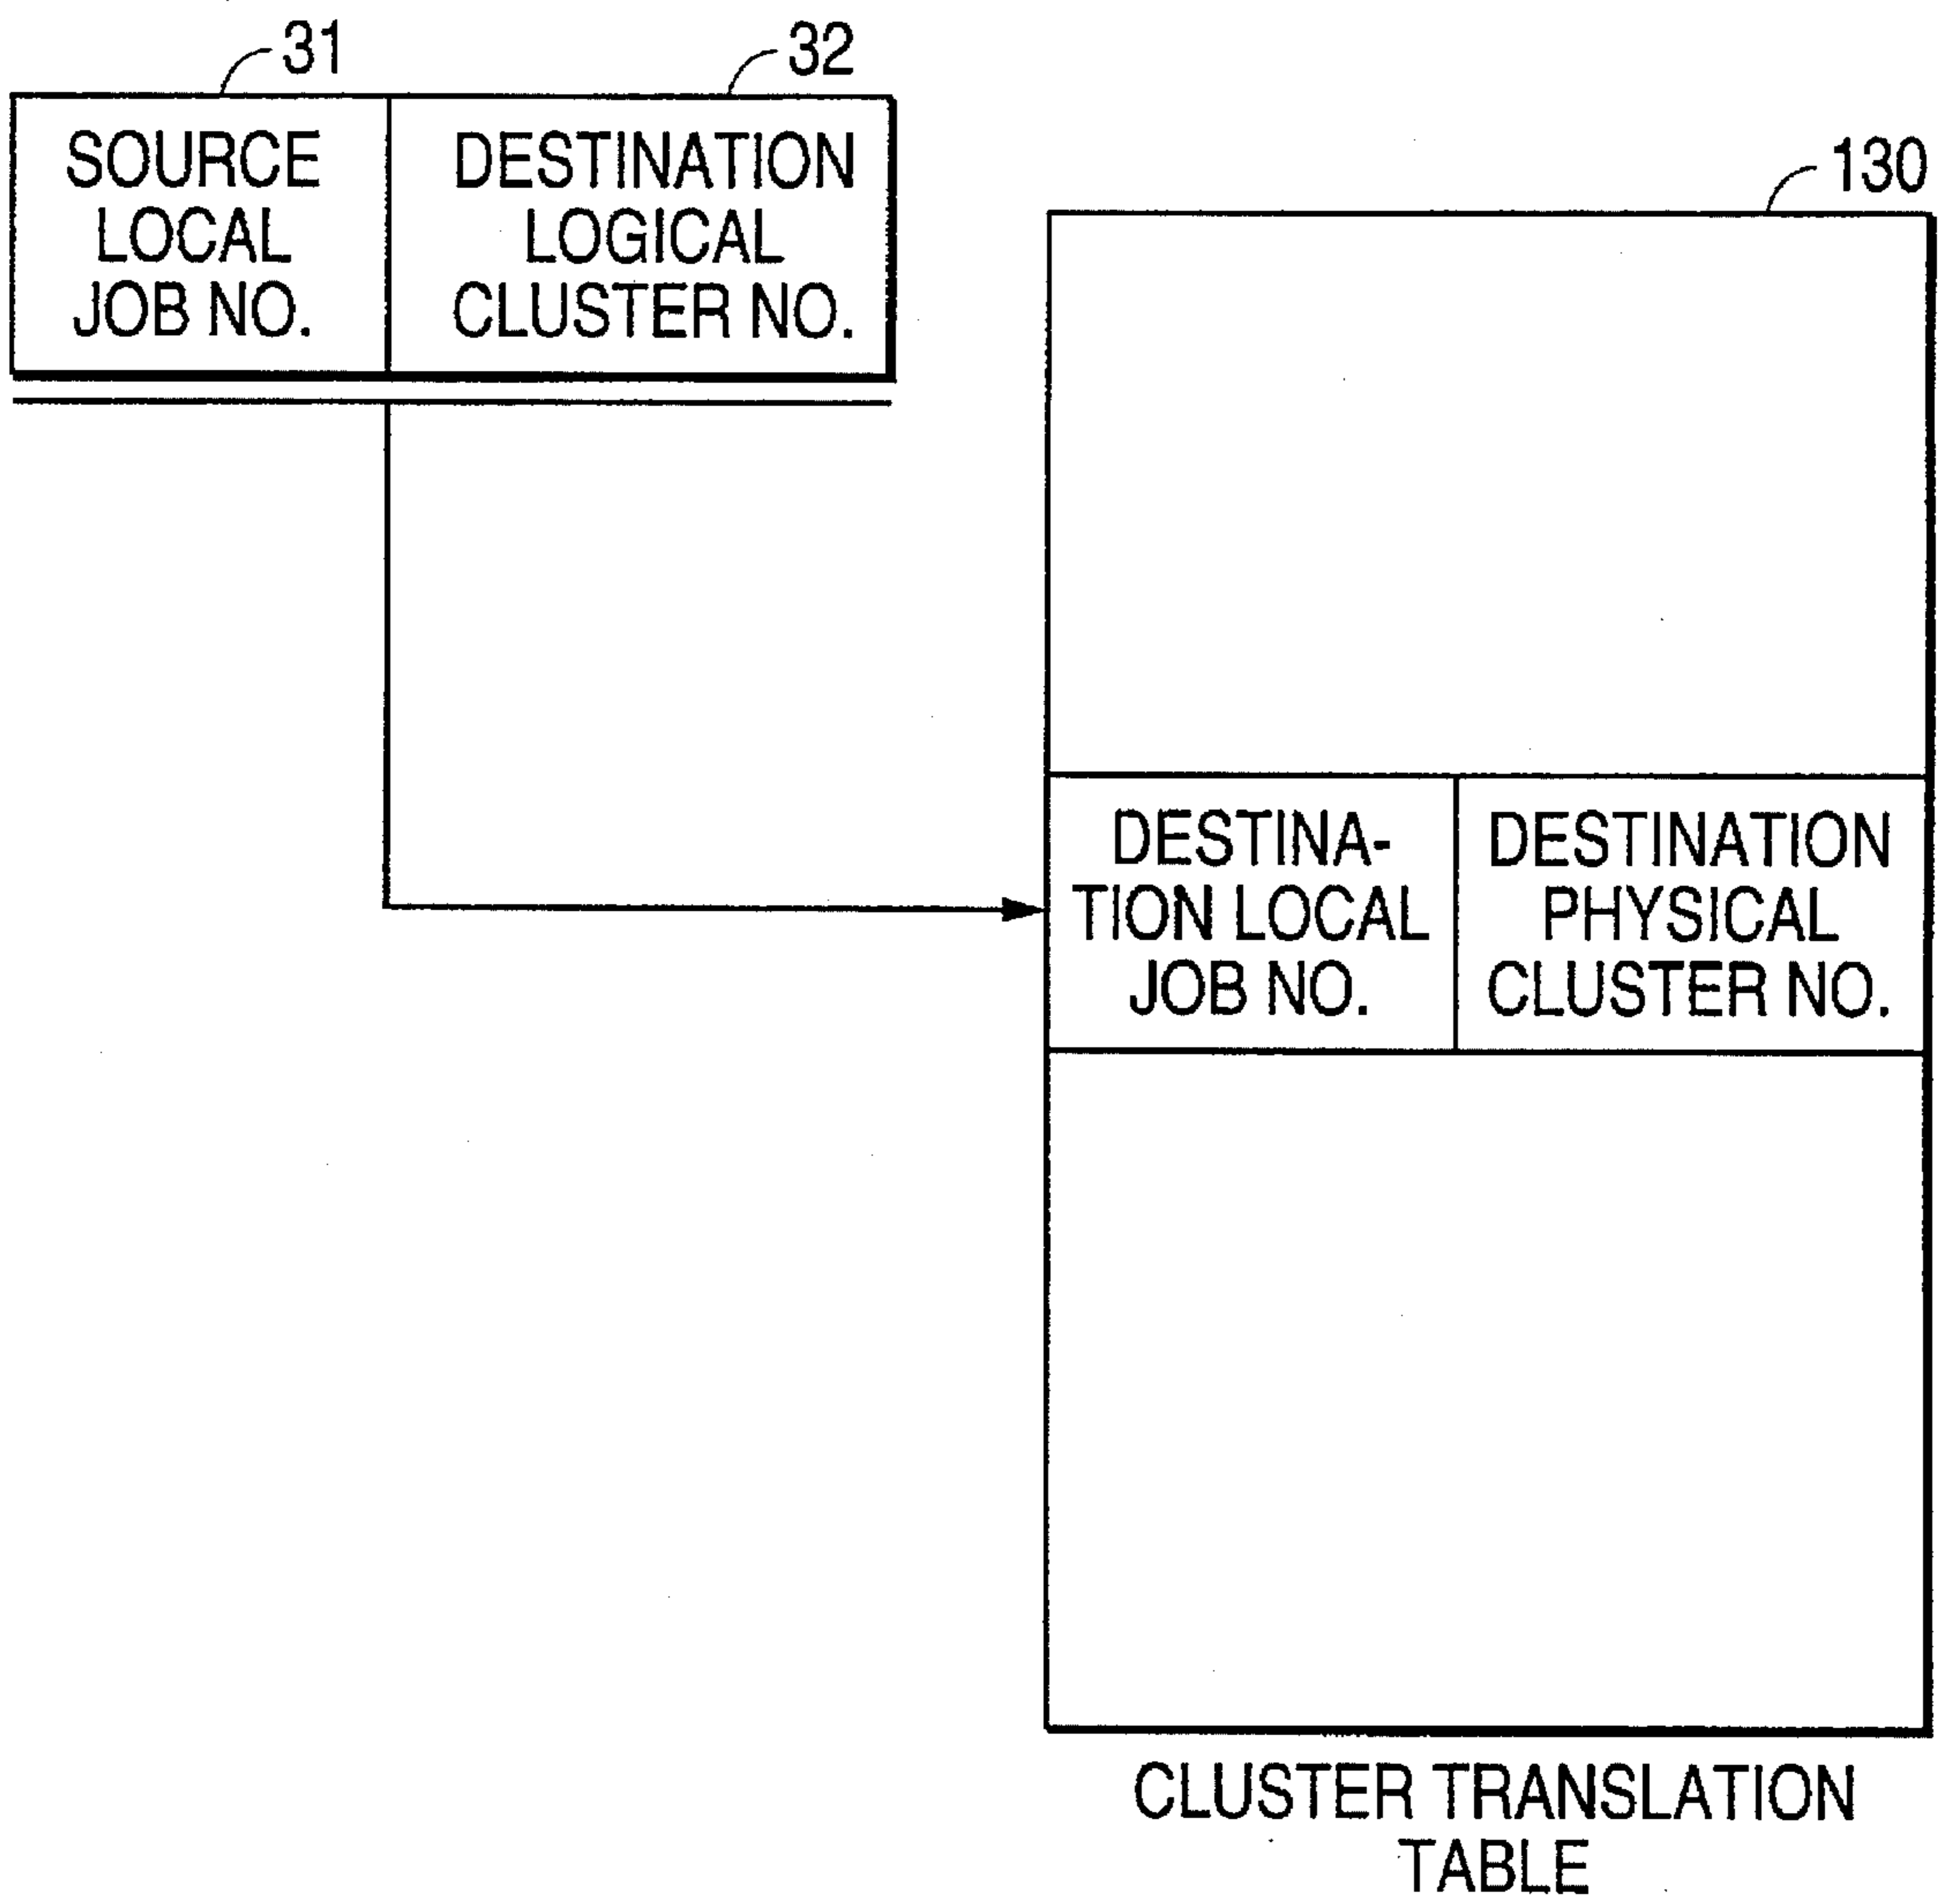 31
32
SOURCE
LOCAL
JOB NO.
DESTINATION
LOGICAL
CLUSTER NO.
130
DESTINA-
TION LOCAL
JOB NO.
DESTINATION
PHYSICAL
CLUSTER NO.
CLUSTER TRANSLATION
TABLE